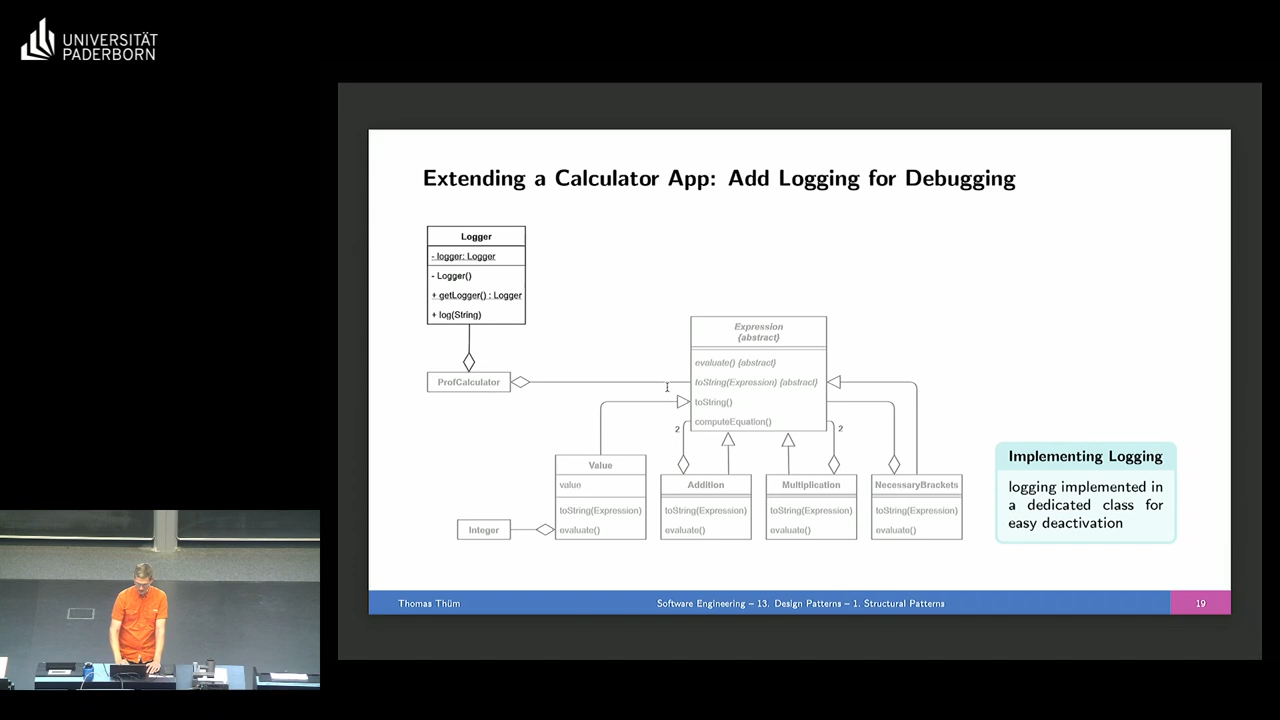 UNIVERSITÄT
PADERBORN
Extending a Calculator App: Add Logging for Debugging
Logger
- logger: Logger
- Logger()
+ getLogger() : Logger
+ log(String)
ProfCalculator
Expression
{abstract}
evaluate() {abstract}
toString(Expression) {abstract}
toString()
computeEquation()
2
2
Value
value
toString(Expression)
evaluate()
Integer
Addition
toString(Expression)
evaluate()
Multiplication
toString(Expression)
evaluate()
NecessaryBrackets
toString(Expression)
evaluate()
Implementing Logging
logging implemented in
a dedicated class for
easy deactivation
Thomas Thüm
Software Engineering – 13. Design Patterns – 1. Structural Patterns
19